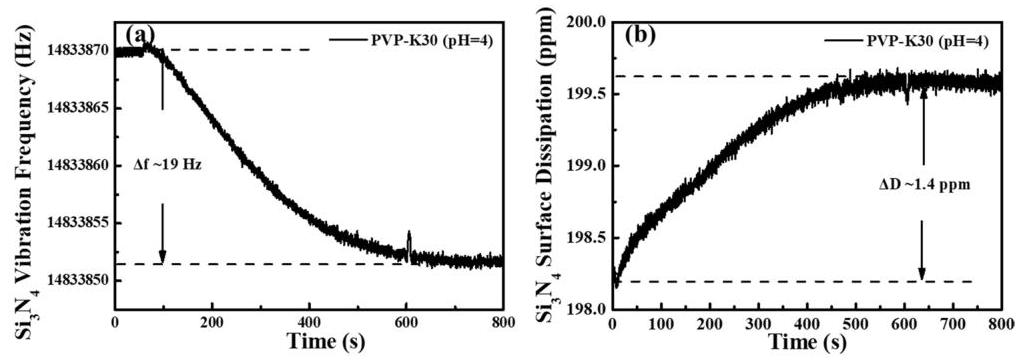 (a)
PVP-K30 (pH=4)
Si3N4 Vibration Frequency (Hz)
14833870
14833865
14833860
14833855
14833850
Δf ~19 Hz
0 200 400 600 800
Time (s)
(b)
PVP-K30 (pH=4)
Si3N4 Surface Dissipation (ppm)
200.0
199.5
199.0
198.5
198.0
ΔD ~1.4 ppm
0 100 200 300 400 500 600 700 800
Time (s)